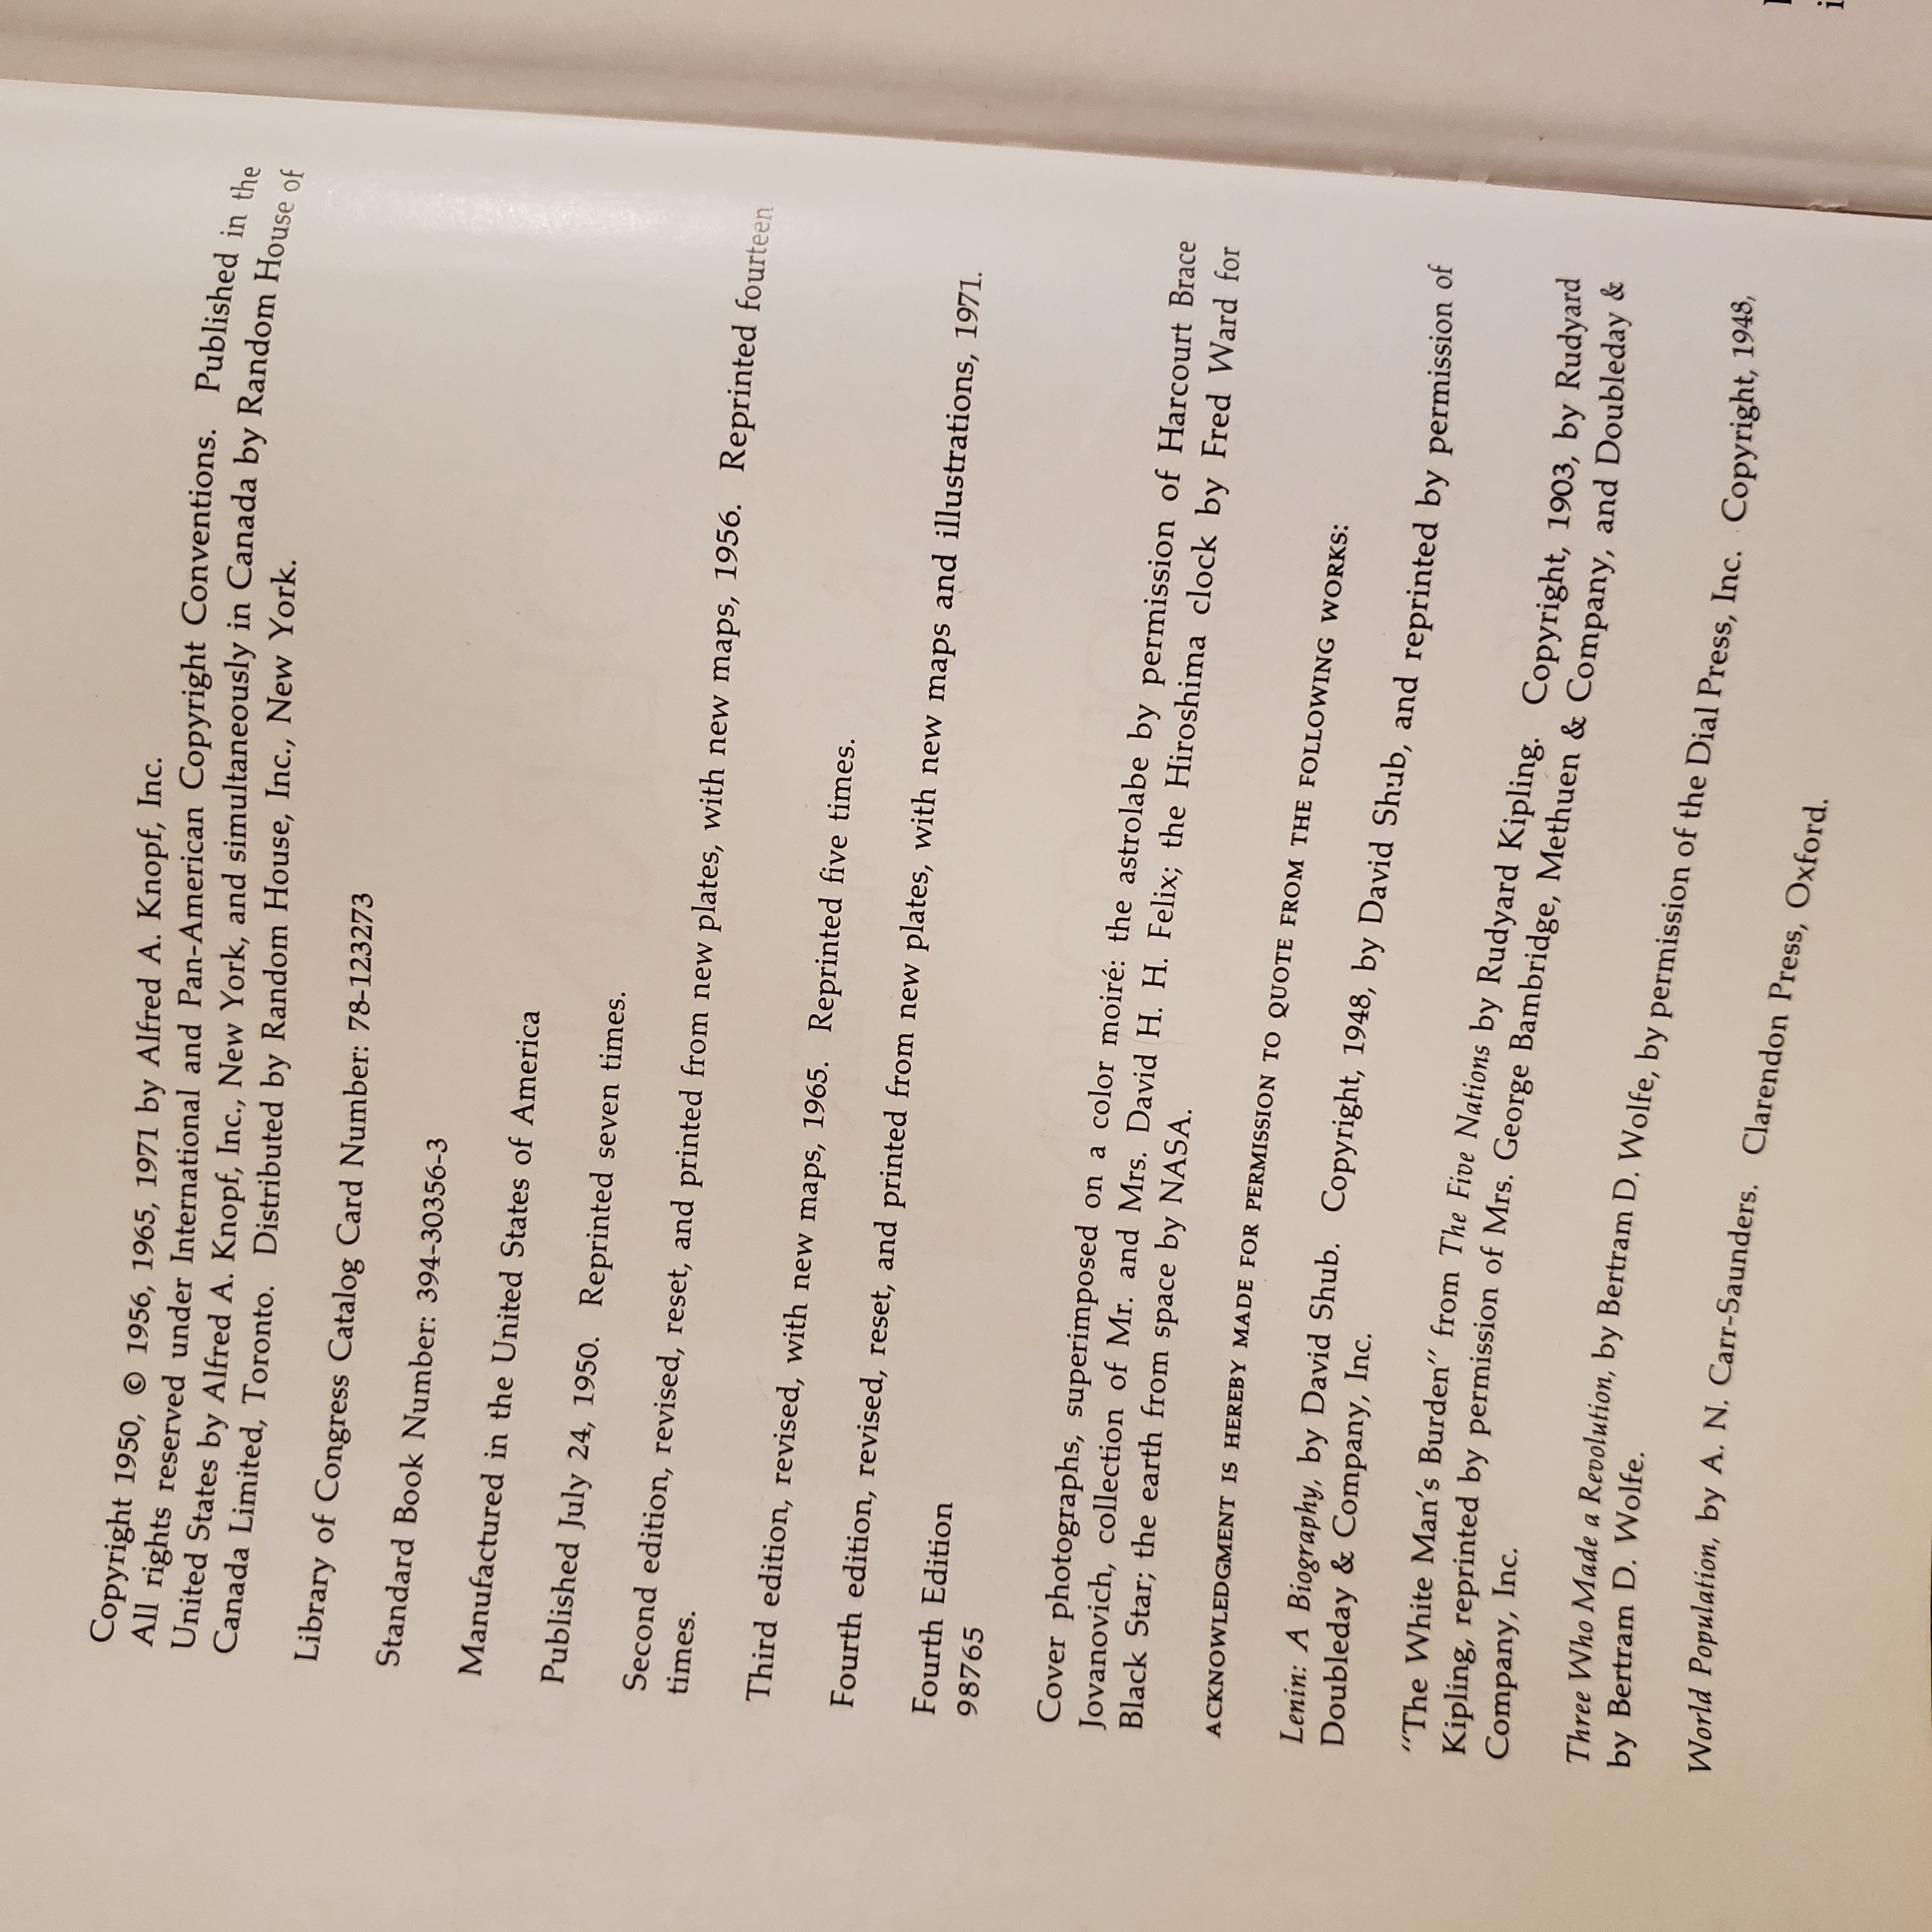 Copyright 1950, © 1956, 1965, 1971 by Alfred A. Knopf, Inc.
All rights reserved under International and Pan-American Copyright Conventions. Published in the
United States by Alfred A. Knopf, Inc., New York, and simultaneously in Canada by Random House of
Canada Limited, Toronto. Distributed by Random House, Inc., New York.
Library of Congress Catalog Card Number: 78-123273
Standard Book Number: 394-30356-3
Manufactured in the United States of America
Published July 24, 1950. Reprinted seven times.
Second edition, revised, reset, and printed from new plates, with new maps, 1956. Reprinted fourteen
times.
Third edition, revised, with new maps, 1965. Reprinted five times.
Fourth edition, revised, reset, and printed from new plates, with new maps and illustrations, 1971.
Fourth Edition
98765
Cover photographs, superimposed on a color moiré: the astrolabe by permission of Harcourt Brace
Jovanovich, collection of Mr. and Mrs. David H. H. Felix; the Hiroshima clock by Fred Ward for
Black Star; the earth from space by NASA.
ACKNOWLEDGMENT IS HEREBY MADE FOR PERMISSION TO QUOTE FROM THE FOLLOWING WORKS:
Lenin: A Biography, by David Shub. Copyright, 1948, by David Shub, and reprinted by permission of
Doubleday & Company, Inc.
"The White Man's Burden" from The Five Nations by Rudyard Kipling. Copyright, 1903, by Rudyard
Kipling, reprinted by permission of Mrs. George Bambridge, Methuen & Company, and Doubleday &
Company, Inc.
Three Who Made a Revolution, by Bertram D. Wolfe, by permission of the Dial Press, Inc. Copyright, 1948,
by Bertram D. Wolfe.
World Population, by A. N. Carr-Saunders. Clarendon Press, Oxford.